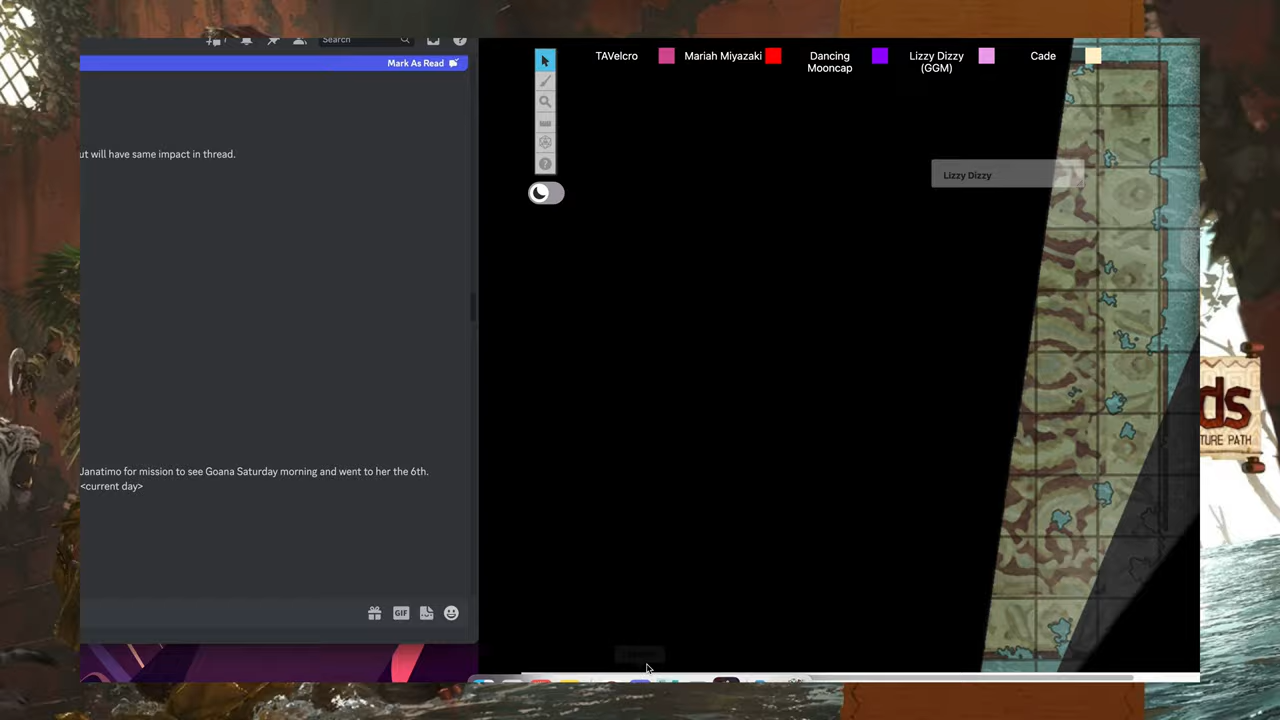 Search
Mark As Read
ut will have same impact in thread.
Janatimo for mission to see Goana Saturday morning and went to her the 6th.
<current day>
GIF
TAVelcro
Mariah Miyazaki
Dancing
Mooncap
Lizzy Dizzy
(GGM)
Cade
Lizzy Dizzy
ds
TURE PATH